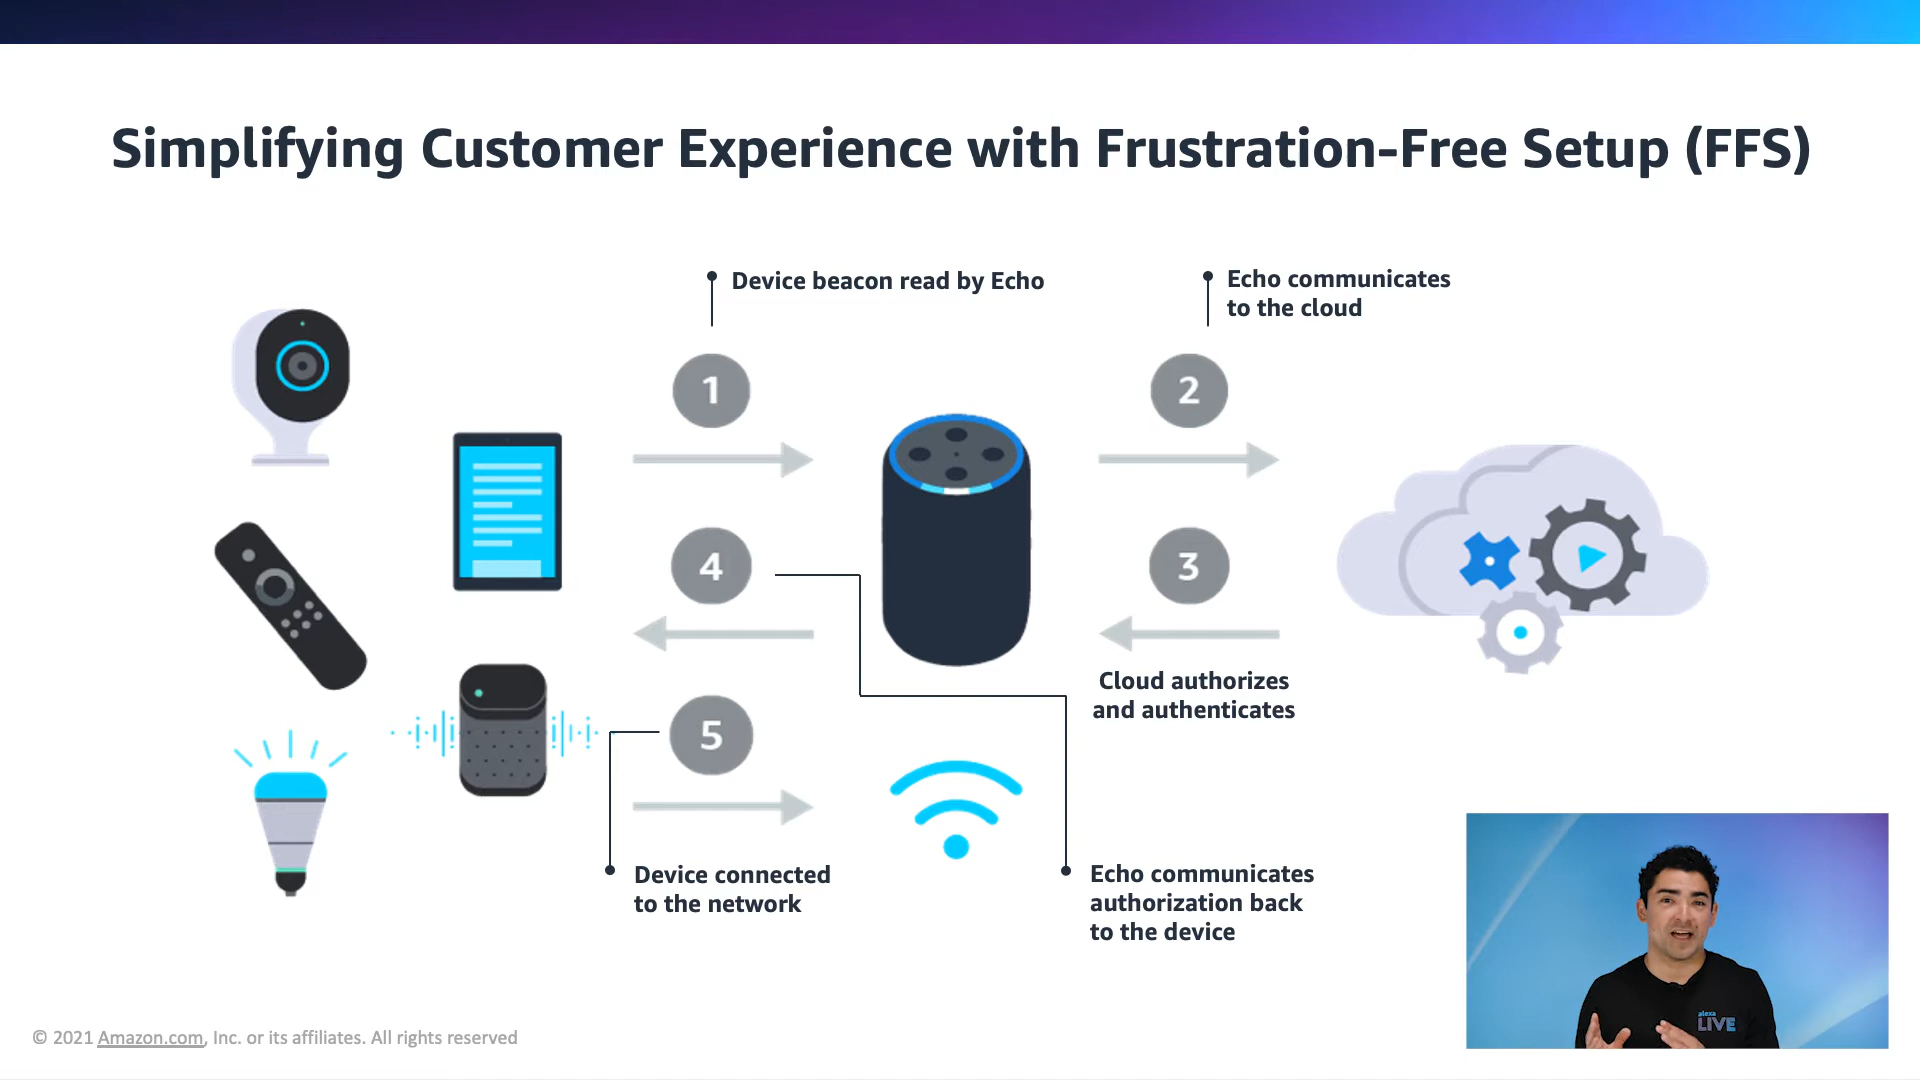 Simplifying Customer Experience with Frustration-Free Setup (FFS)
Device beacon read by Echo
Echo communicates
to the cloud
1
2
4
3
Cloud authorizes
and authenticates
5
Device connected
to the network
Echo communicates
authorization back
to the device
alexa
LIVE
© 2021 Amazon.com, Inc. or its affiliates. All rights reserved